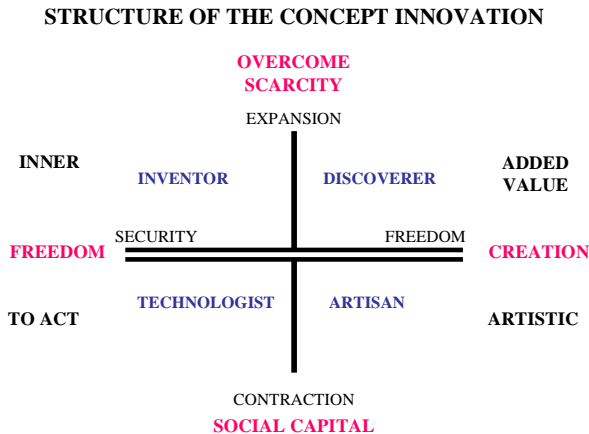 STRUCTURE OF THE CONCEPT INNOVATION
OVERCOME
SCARCITY
EXPANSION
INNER
INVENTOR
DISCOVERER
ADDED
VALUE
SECURITY
FREEDOM
FREEDOM
CREATION
TECHNOLOGIST
ARTISAN
TO ACT
ARTISTIC
CONTRACTION
SOCIAL CAPITAL